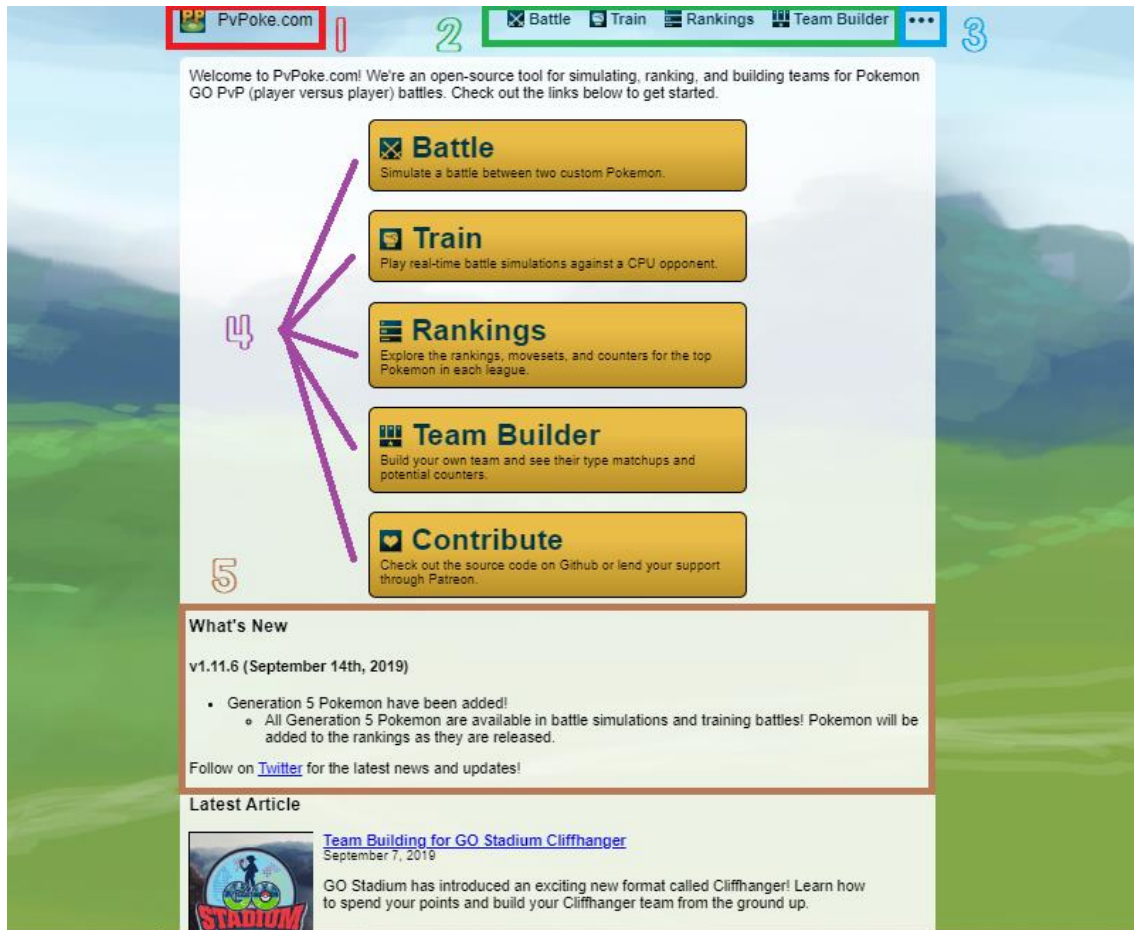 PP PvPoke.com 1 2 Battle Train Rankings Team Builder ••• 3
Welcome to PvPoke.com! We're an open-source tool for simulating, ranking, and building teams for Pokemon
GO PvP (player versus player) battles. Check out the links below to get started.
Battle
Simulate a battle between two custom Pokemon.
Train
Play real-time battle simulations against a CPU opponent.
4
Rankings
Explore the rankings, movesets, and counters for the top
Pokemon in each league.
Team Builder
Build your own team and see their type matchups and
potential counters.
Contribute
Check out the source code on Github or lend your support
through Patreon.
5
What's New
v1.11.6 (September 14th, 2019)
• Generation 5 Pokemon have been added!
◦ All Generation 5 Pokemon are available in battle simulations and training battles! Pokemon will be
added to the rankings as they are released.
Follow on Twitter for the latest news and updates!
Latest Article
Team Building for GO Stadium Cliffhanger
September 7, 2019
GO Stadium has introduced an exciting new format called Cliffhanger! Learn how
to spend your points and build your Cliffhanger team from the ground up.
GO
STADIUM